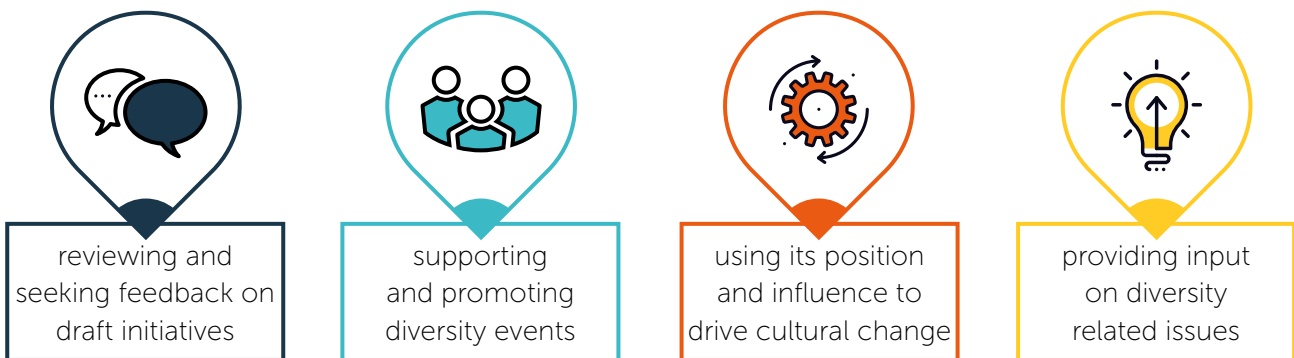 reviewing and
seeking feedback on
draft initiatives
supporting
and promoting
diversity events
using its position
and influence to
drive cultural change
providing input
on diversity
related issues